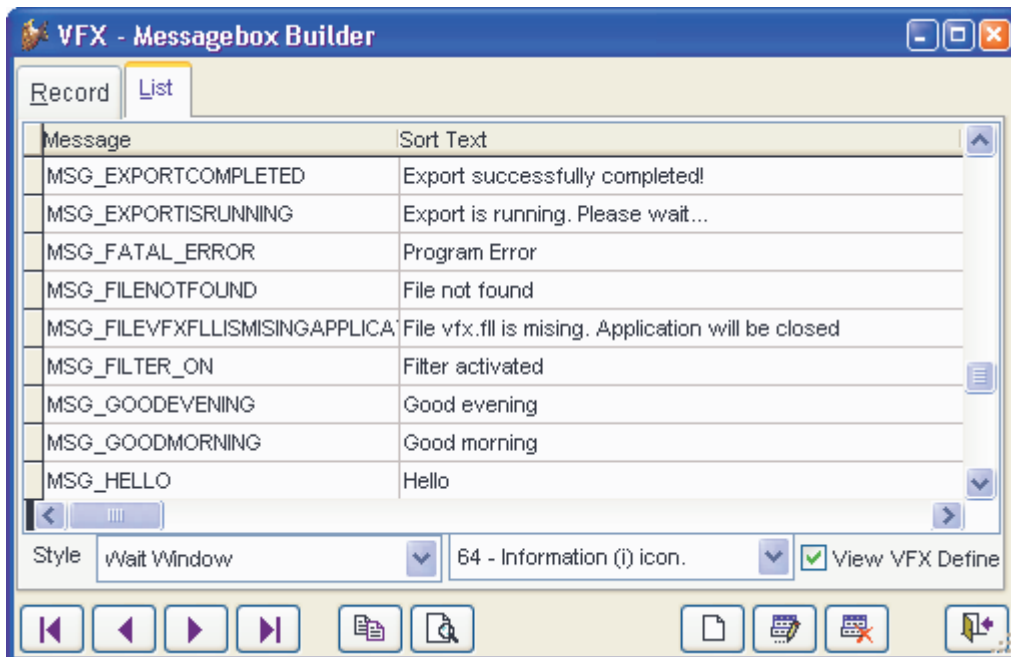 VFX - Messagebox Builder
Record List
Message Sort Text
MSG_EXPORTCOMPLETED Export successfully completed!
MSG_EXPORTISRUNNING Export is running. Please wait...
MSG_FATAL_ERROR Program Error
MSG_FILENOTFOUND File not found
MSG_FILEVFXFLLISMISINGAPPLICA File vfx.fll is mising. Application will be closed
MSG_FILTER_ON Filter activated
MSG_GOODEVENING Good evening
MSG_GOODMORNING Good morning
MSG_HELLO Hello
Style Wait Window 64 - Information (i) icon. View VFX Define